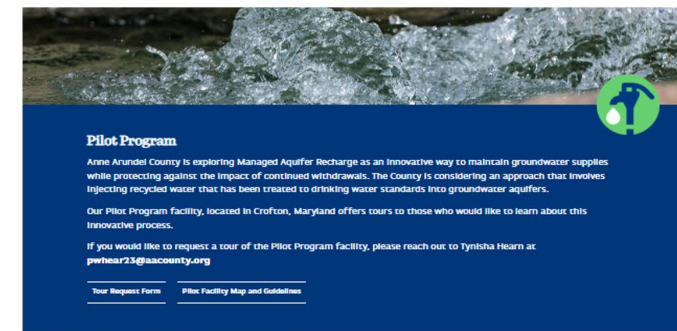 Pilot Program
Anne Arundel County is exploring Managed Aquifer Recharge as an innovative way to maintain groundwater supplies
while protecting against the impact of continued withdrawals. The County is considering an approach that involves
injecting recycled water that has been treated to drinking water standards into groundwater aquifers.
Our Pilot Program facility, located in Crofton, Maryland offers tours to those who would like to learn about this
innovative process.
If you would like to request a tour of the Pilot Program facility, please reach out to Tynisha Hearn at
pwhear23@aacounty.org
Tour Request Form
Pilot Facility Map and Guidelines